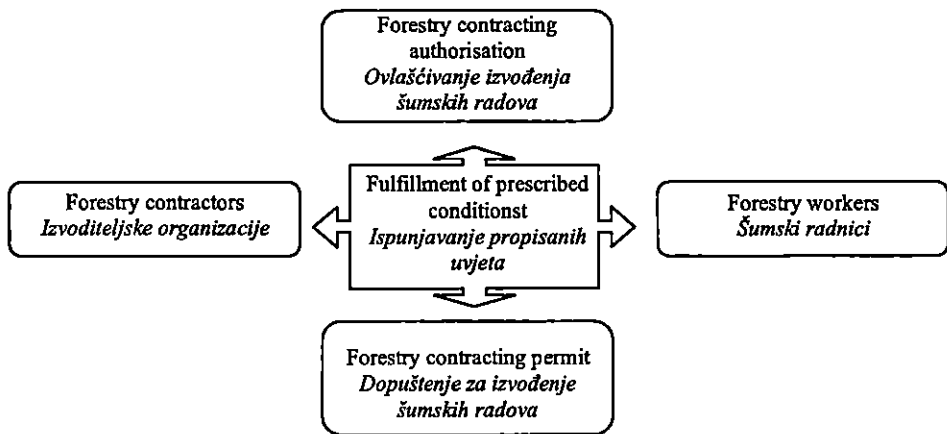 Forestry contracting
authorisation
Ovlašćivanje izvođenja
šumskih radova
Forestry contractors
Izvoditeljske organizacije
Fulfillment of prescribed
conditionst
Ispunjavanje propisanih
uvjeta
Forestry workers
Šumski radnici
Forestry contracting permit
Dopuštenje za izvođenje
šumskih radova